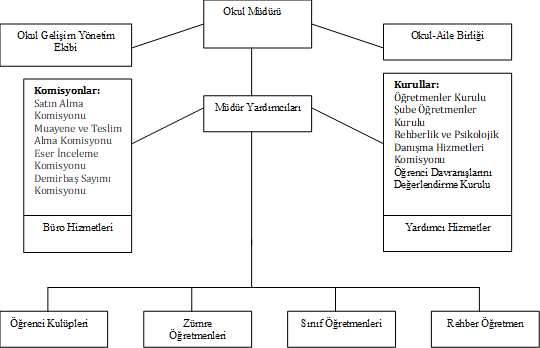 Okul Müdürü
Okul Gelişim Yönetim
Ekibi
Okul-Aile Birliği
Komisyonlar:
Satın Alma
Komisyonu
Muayene ve Teslim
Alma Komisyonu
Eser İnceleme
Komisyonu
Demirbaş Sayımı
Komisyonu
Büro Hizmetleri
Müdür Yardımcıları
Kurullar:
Öğretmenler Kurulu
Şube Öğretmenler
Kurulu
Rehberlik ve Psikolojik
Danışma Hizmetleri
Komisyonu
Öğrenci Davranışlarını
Değerlendirme Kurulu
Yardımcı Hizmetler
Öğrenci Kulüpleri
Zümre
Öğretmenleri
Sınıf Öğretmenleri
Rehber Öğretmen